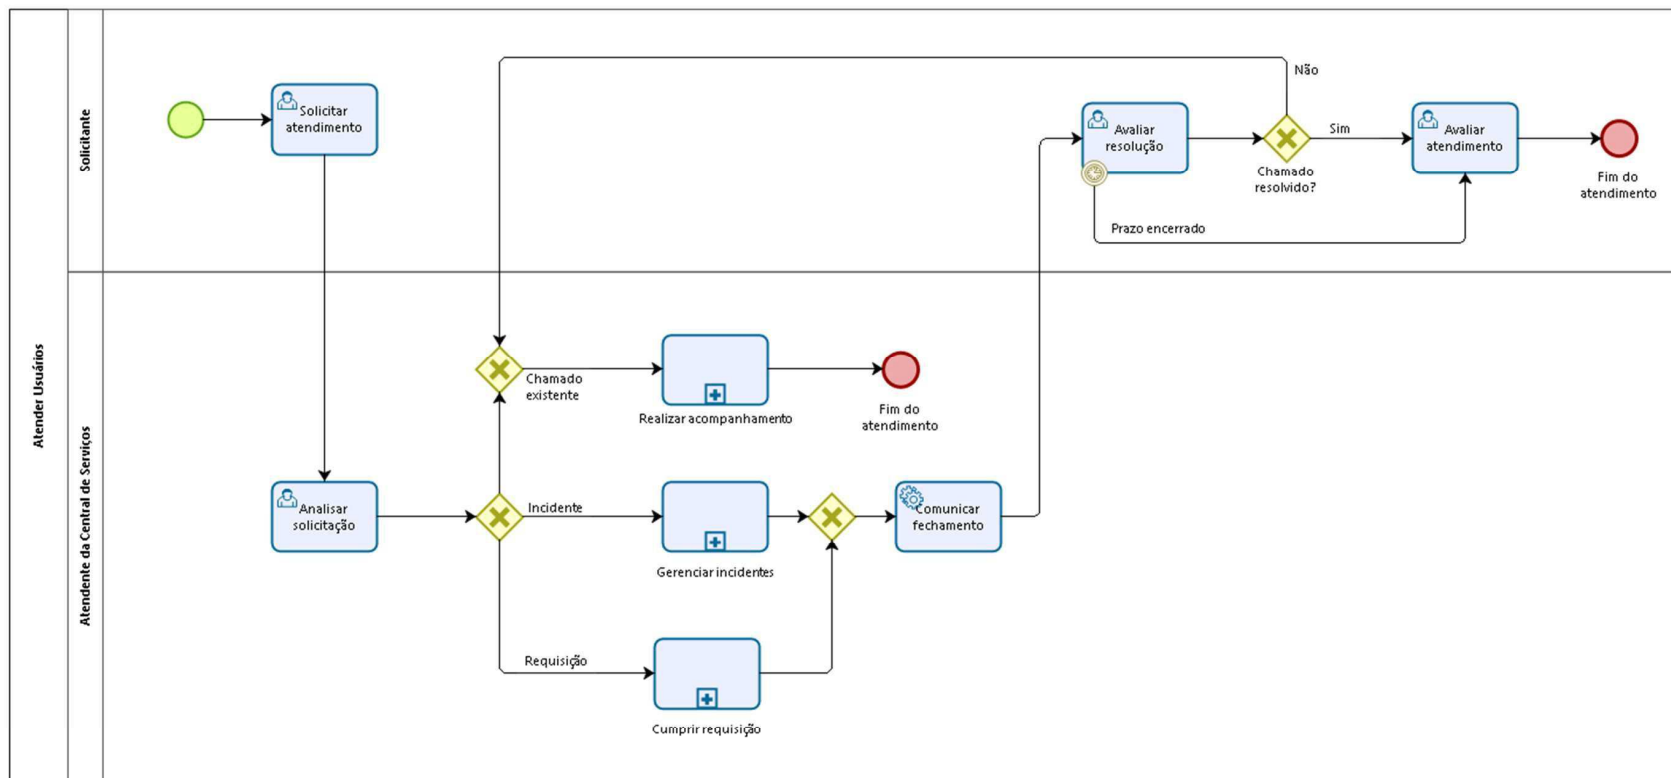 Atender Usuários
Solicitante
Solicitar
atendimento
Avaliar
resolução
Prazo encerrado
Não
Chamado
resolvido?
Sim
Avaliar
atendimento
Fim do
atendimento
Atendente da Central de Serviços
Analisar
solicitação
Chamado
existente
Realizar acompanhamento
Fim do
atendimento
Incidente
Gerenciar incidentes
Comunicar
fechamento
Requisição
Cumprir requisição